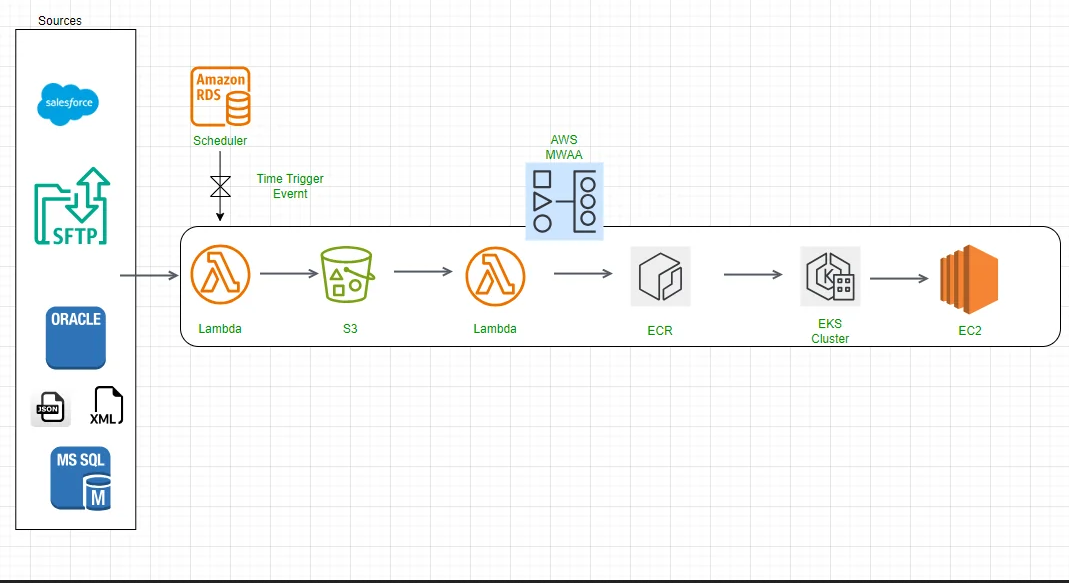 Sources
salesforce
SFTP
ORACLE
JSON
XML
MS SQL
M
Amazon
RDS
Scheduler
Time Trigger
Evernt
AWS
MWAA
Lambda
S3
Lambda
ECR
K
EKS
Cluster
EC2